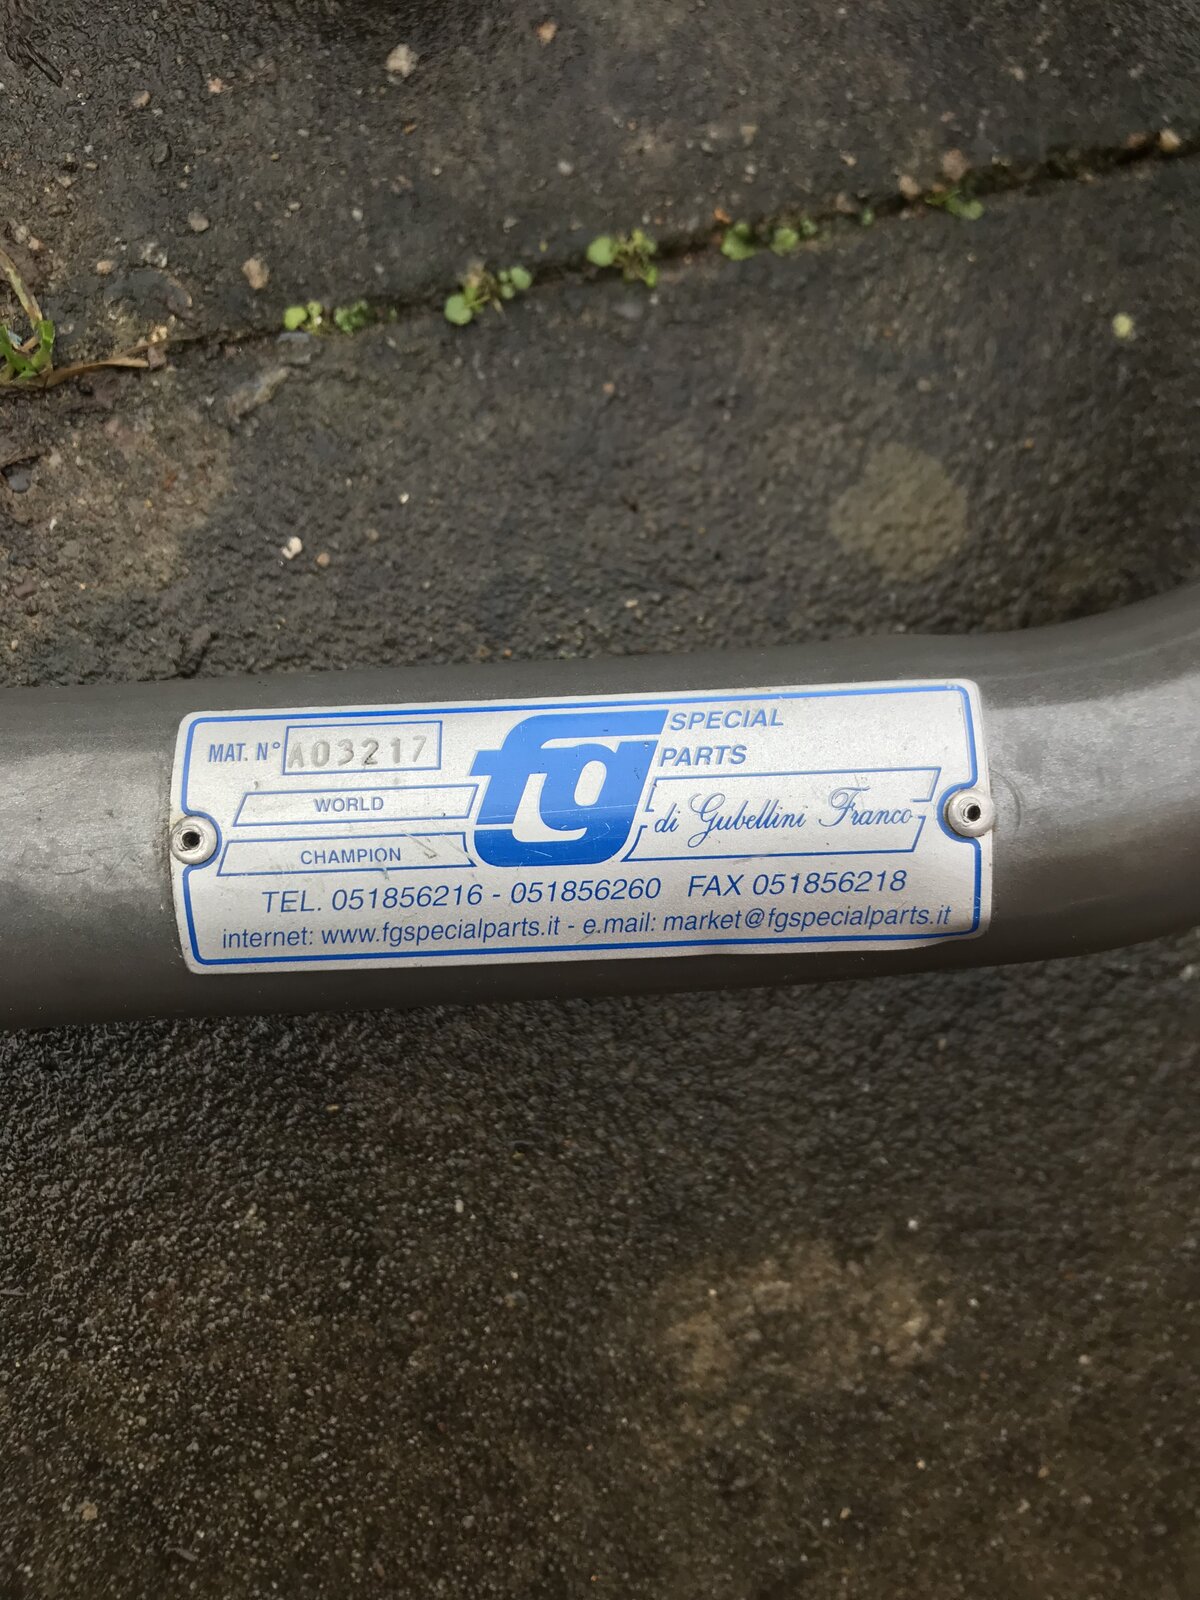 MAT. N° A03217
WORLD
CHAMPION
fg
SPECIAL
PARTS
di Gubellini Franco
TEL. 051856216 - 051856260 FAX 051856218
internet: www.fgspecialparts.it - e.mail: market@fgspecialparts.it